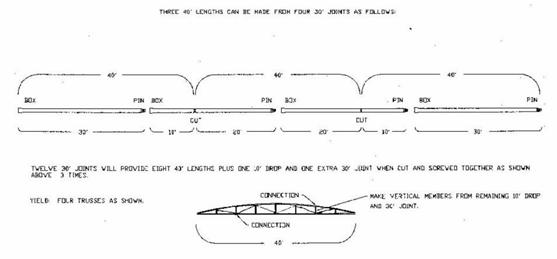 THREE 40' LENGTHS CAN BE MADE FROM FOUR 30' JOINTS AS FOLLOWS:
40' 40' 40'
BOX PIN BOX PIN BOX PIN BOX PIN
CUT CUT
30' 10' 20' 20' 10' 30'
TWELVE 30' JOINTS WILL PROVIDE EIGHT 40' LENGTHS PLUS ONE 10' DROP AND ONE EXTRA 30' JOINT WHEN CUT AND SCREWED TOGETHER AS SHOWN
ABOVE 3 TIMES.
CONNECTION
MAKE VERTICAL MEMBERS FROM REMAINING 10' DROP
YIELD FOUR TRUSSES AS SHOWN.
AND 30' JOINT.
CONNECTION
40'